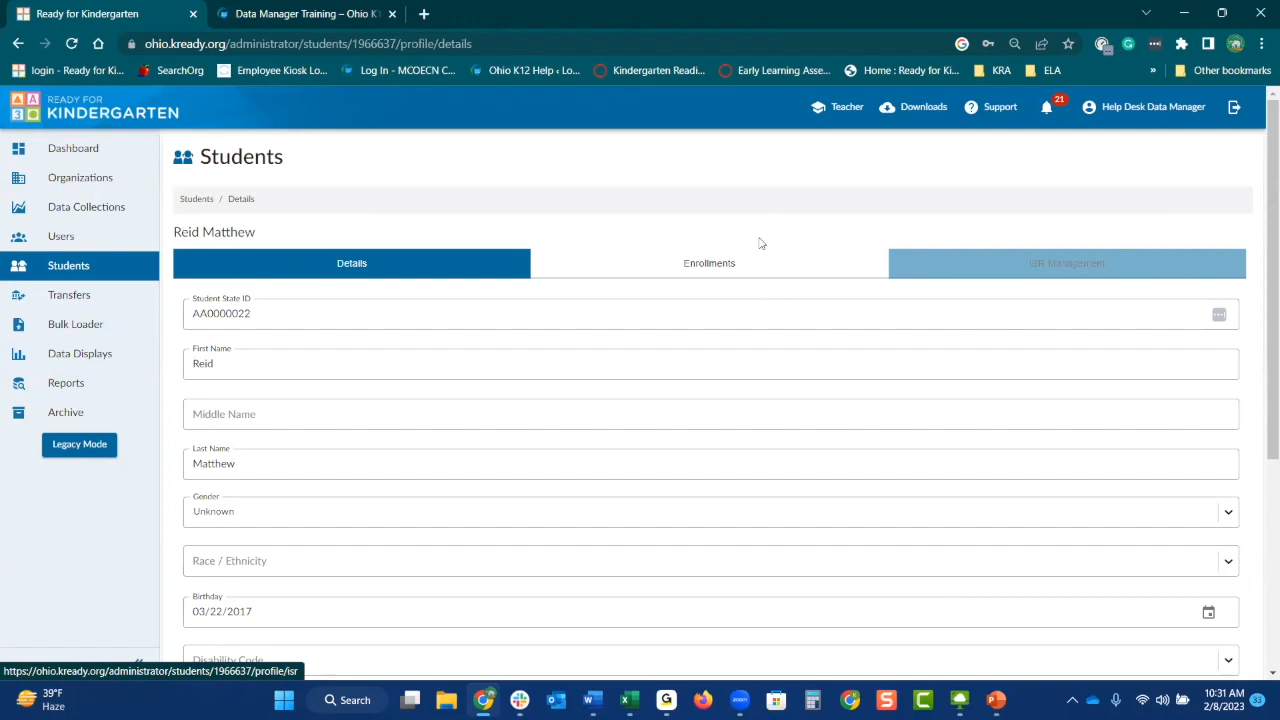 Ready for Kindergarten
Data Manager Training – Ohio K
ohio.kready.org/administrator/students/1966637/profile/details
login - Ready for Ki...
SearchOrg
Employee Kiosk Lo...
Log In - MCOECN C...
Ohio K12 Help ‹ Lo...
Kindergarten Readi...
Early Learning Asse...
Home : Ready for Ki...
KRA
ELA
»
Other bookmarks
READY FOR
KINDERGARTEN
Teacher
Downloads
Support
21
Help Desk Data Manager
Dashboard
Organizations
Data Collections
Users
Students
Transfers
Bulk Loader
Data Displays
Reports
Archive
Legacy Mode
Students
Students / Details
Reid Matthew
Details
Enrollments
ISR Management
Student State ID
AA0000022
First Name
Reid
Middle Name
Last Name
Matthew
Gender
Unknown
Race / Ethnicity
Birthday
03/22/2017
Disability Code
https://ohio.kready.org/administrator/students/1966637/profile/isr
39°F
Haze
Search
10:31 AM
2/8/2023
33